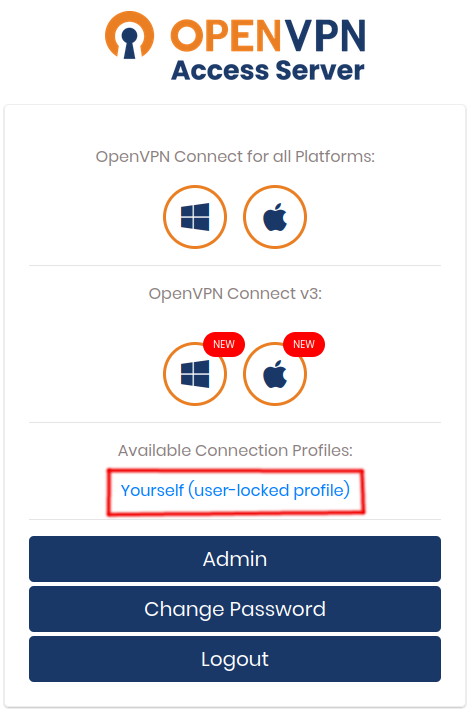 OPENVPN
Access Server
OpenVPN Connect for all Platforms:
OpenVPN Connect v3:
NEW NEW
Available Connection Profiles:
Yourself (user-locked profile)
Admin
Change Password
Logout